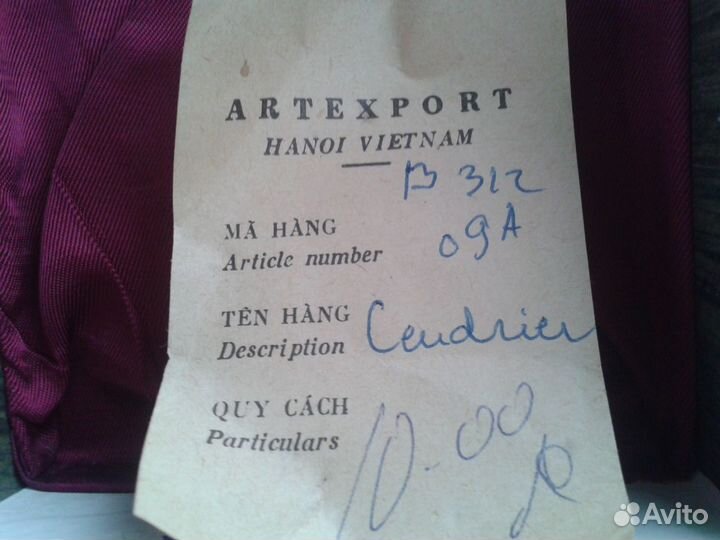 ARTEXPORT
HANOI VIETNAM
B 312
MÃ HÀNG
Article number 09A
TÊN HÀNG
Description Cendrier
QUY CÁCH
Particulars 10.00
Avito